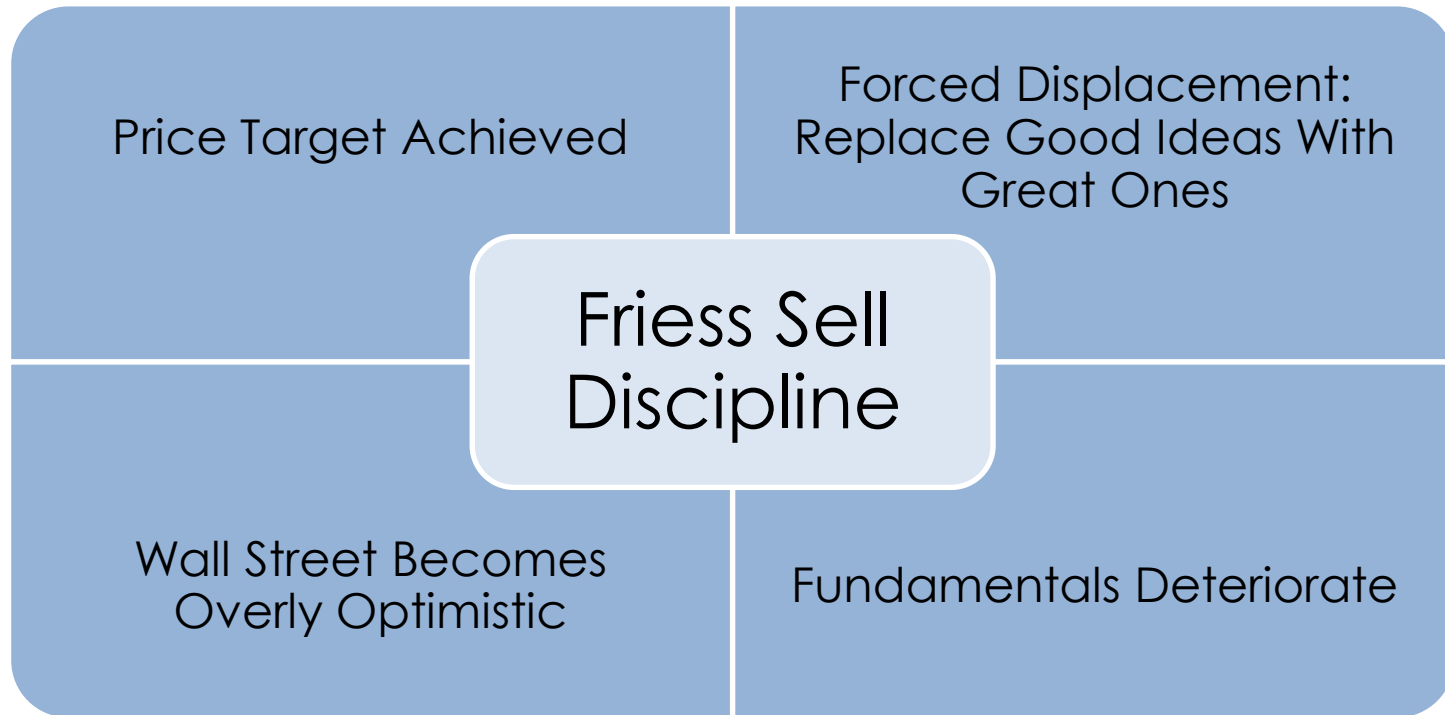 Price Target Achieved
Forced Displacement:
Replace Good Ideas With
Great Ones
Friess Sell
Discipline
Wall Street Becomes
Overly Optimistic
Fundamentals Deteriorate